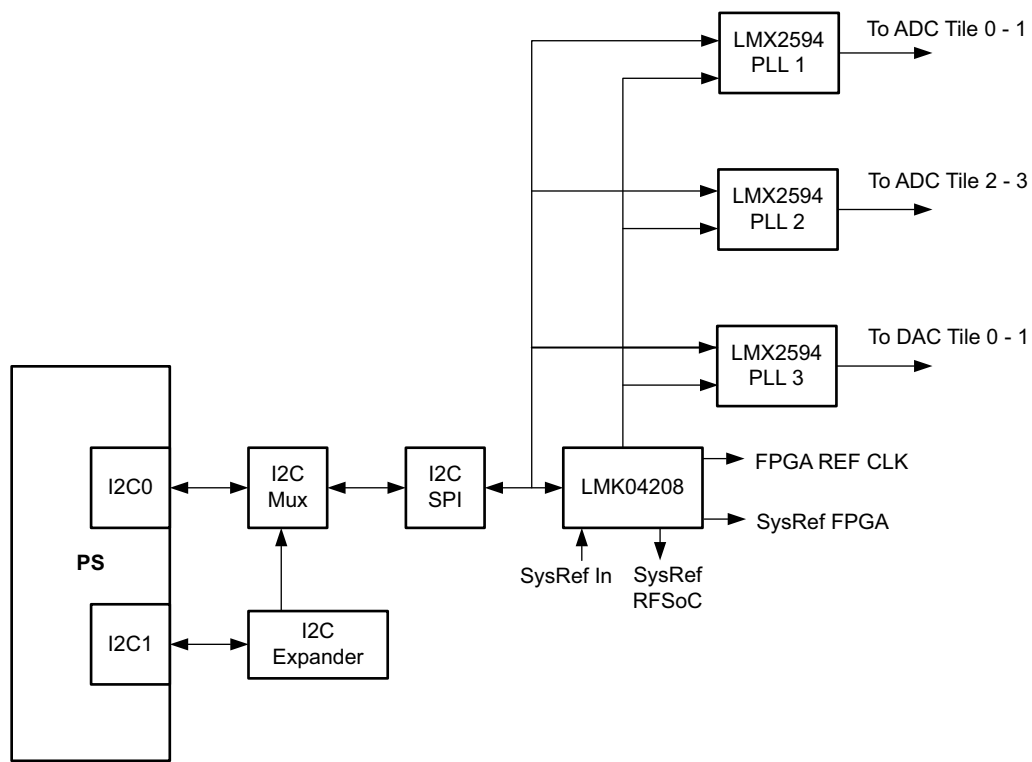 LMX2594
PLL 1
To ADC Tile 0 - 1
LMX2594
PLL 2
To ADC Tile 2 - 3
LMX2594
PLL 3
To DAC Tile 0 - 1
PS
I2C0
I2C
Mux
I2C
SPI
LMK04208
FPGA REF CLK
SysRef FPGA
SysRef In
SysRef
RFSoC
I2C1
I2C
Expander